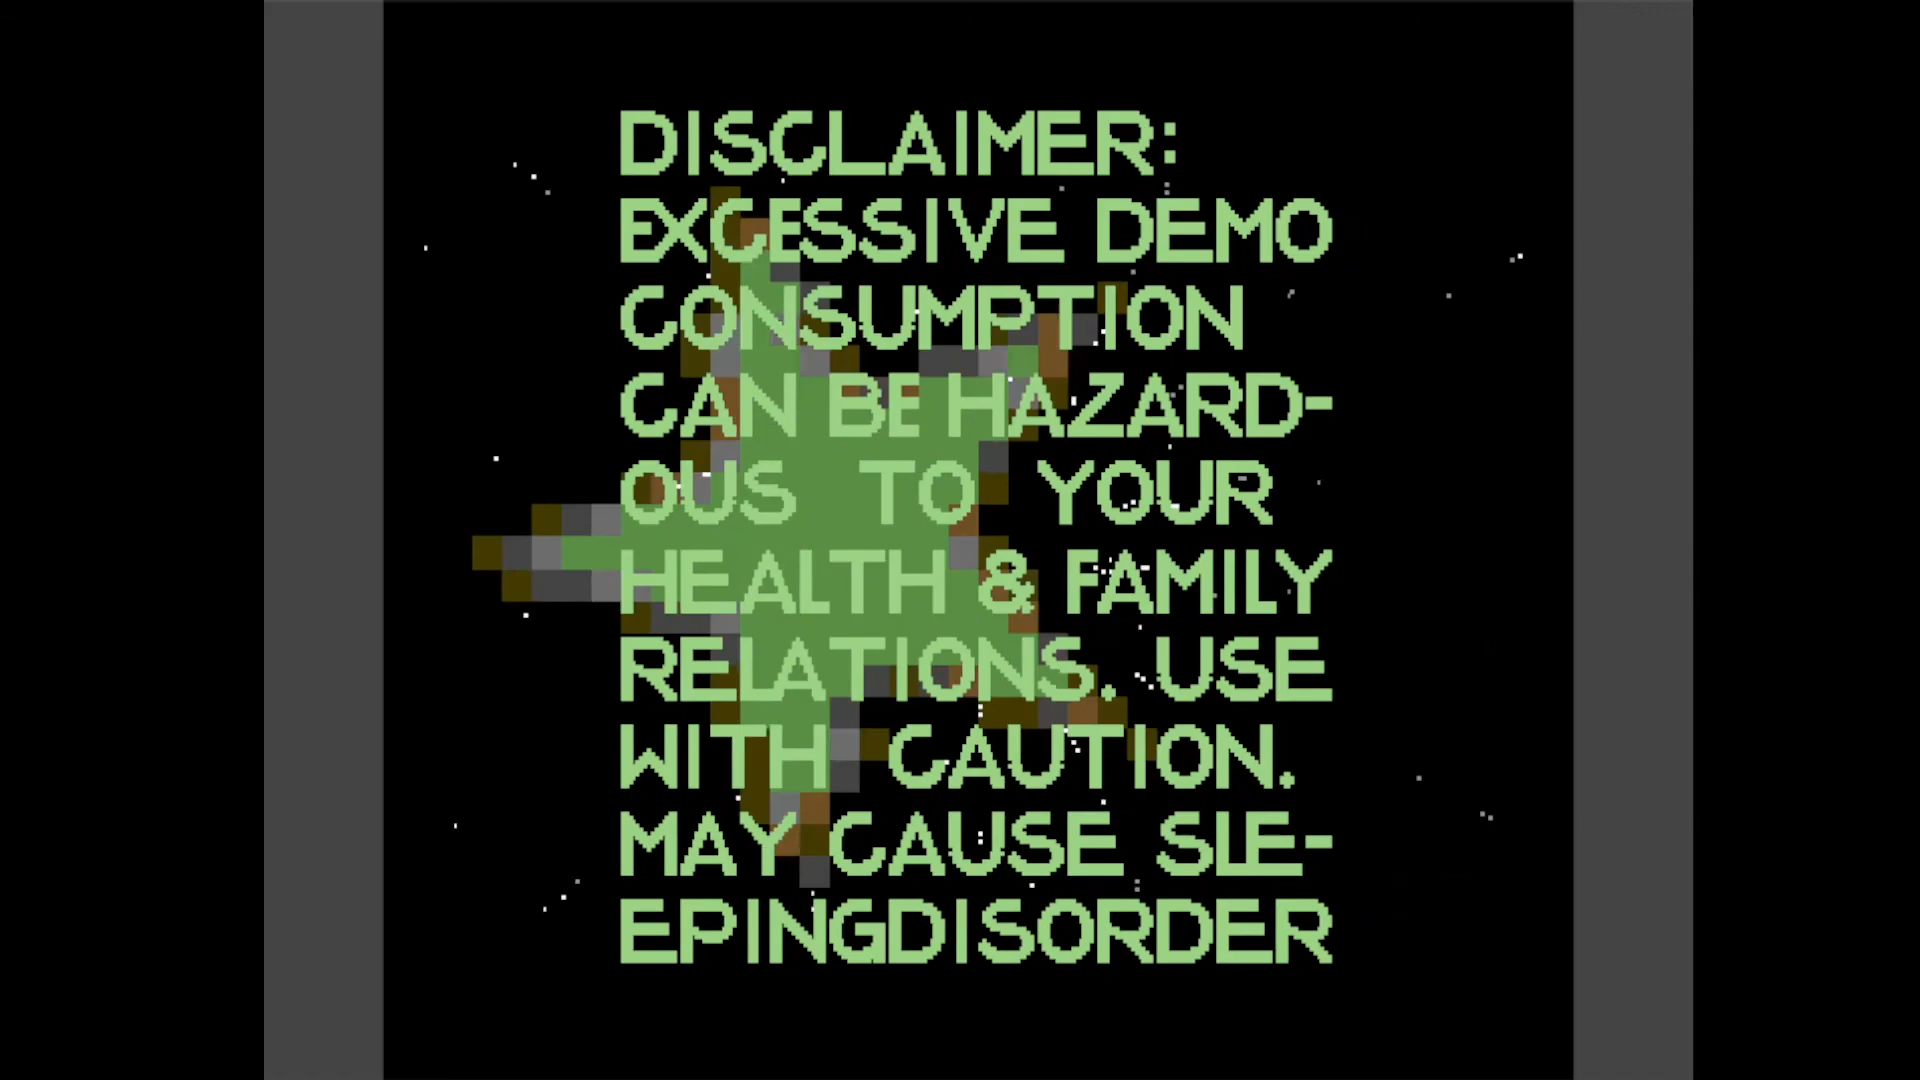 DISCLAIMER:
EXCESSIVE DEMO
CONSUMPTION
CAN BE HAZARD-
OUS TO YOUR
HEALTH & FAMILY
RELATIONS. USE
WITH CAUTION.
MAY CAUSE SLE-
EPINGDISORDER